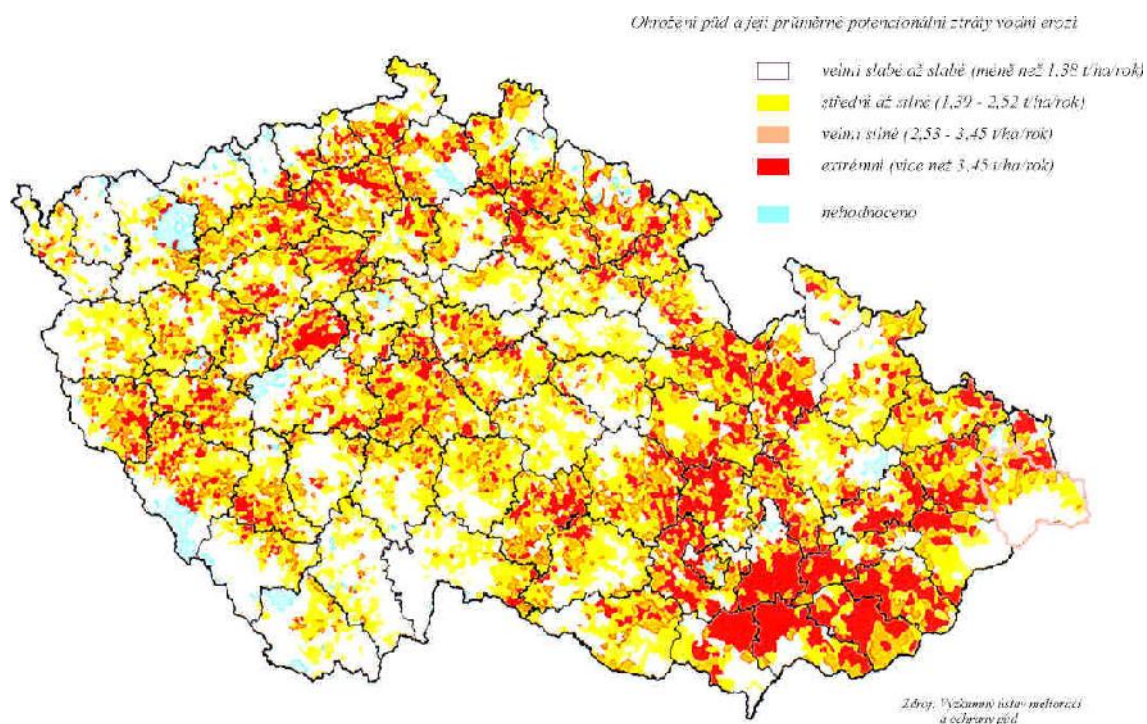 Ohrožení půd a její průměrné potencionální ztráty vodní erozí
velmi slabé až slabé (méně než 1,38 t/ha/rok)
střední až silné (1,39 - 2,52 t/ha/rok)
velmi silné (2,53 - 3,45 t/ha/rok)
extrémní (více než 3,45 t/ha/rok)
nehodnoceno
Zdroj: Výzkumný ústav meliorací
a ochrany půd